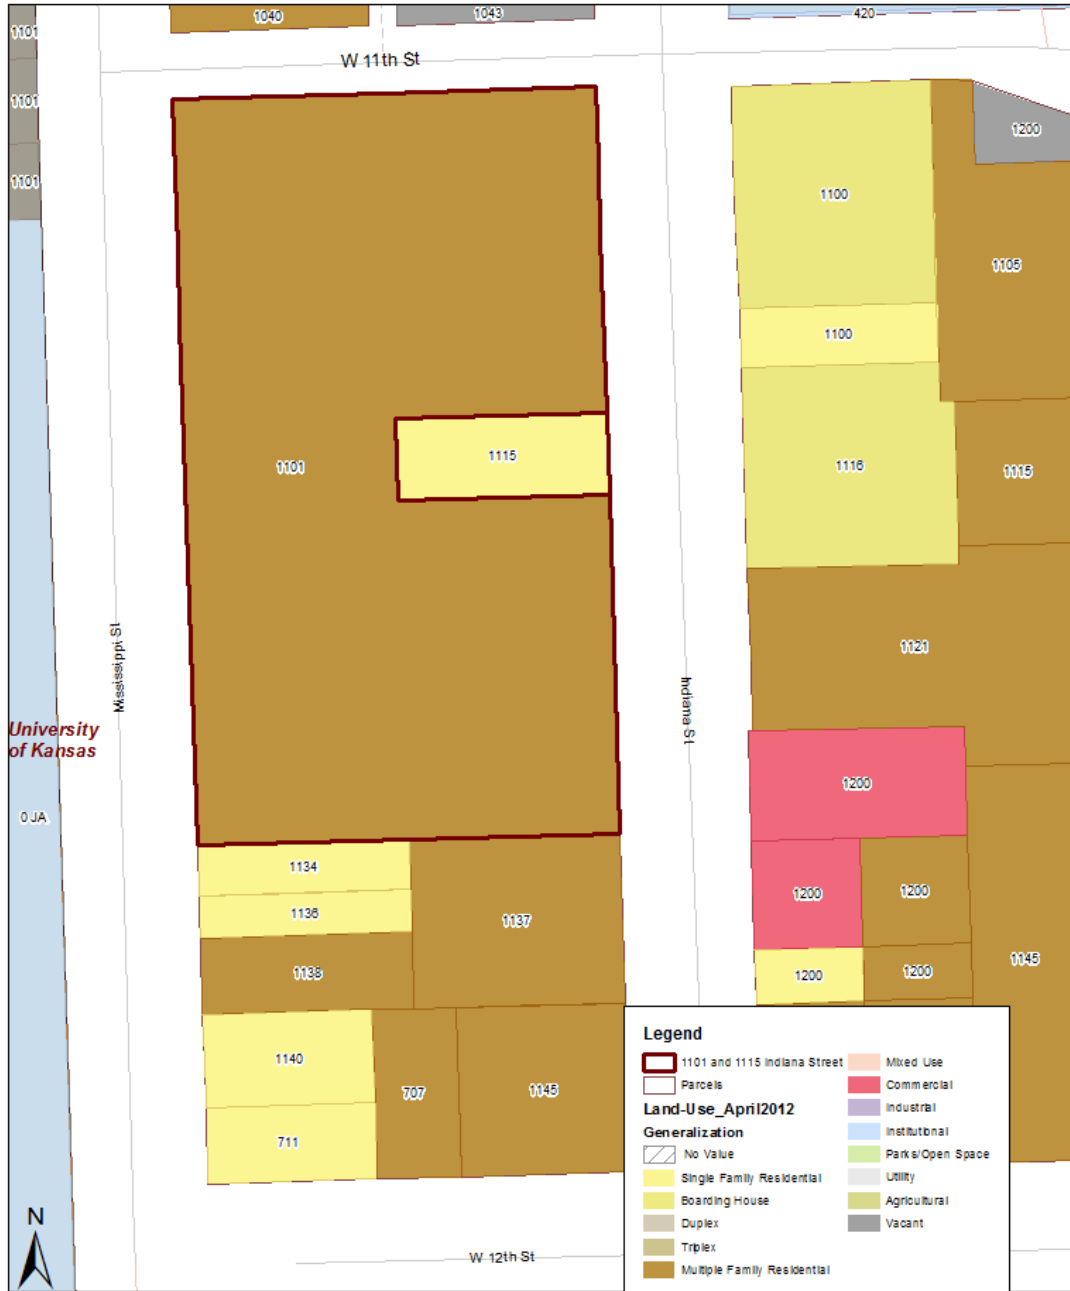 1040
1043
420
1101
W 11th St
1101
1200
1101
1100
1105
1100
1115
1101
1116
1115
Mississippi St
1121
Indiana St
University
of Kansas
1200
0 JA
1134
1200
1200
1136
1137
1138
1200
1200
1145
1140
707
1145
711
N
W 12th St
Legend
1101 and 1115 Indiana Street
Parcels
Land-Use_April2012
Generalization
No Value
Single Family Residential
Boarding House
Duplex
Triplex
Multiple Family Residential
Mixed Use
Commercial
Industrial
Institutional
Parks/Open Space
Utility
Agricultural
Vacant